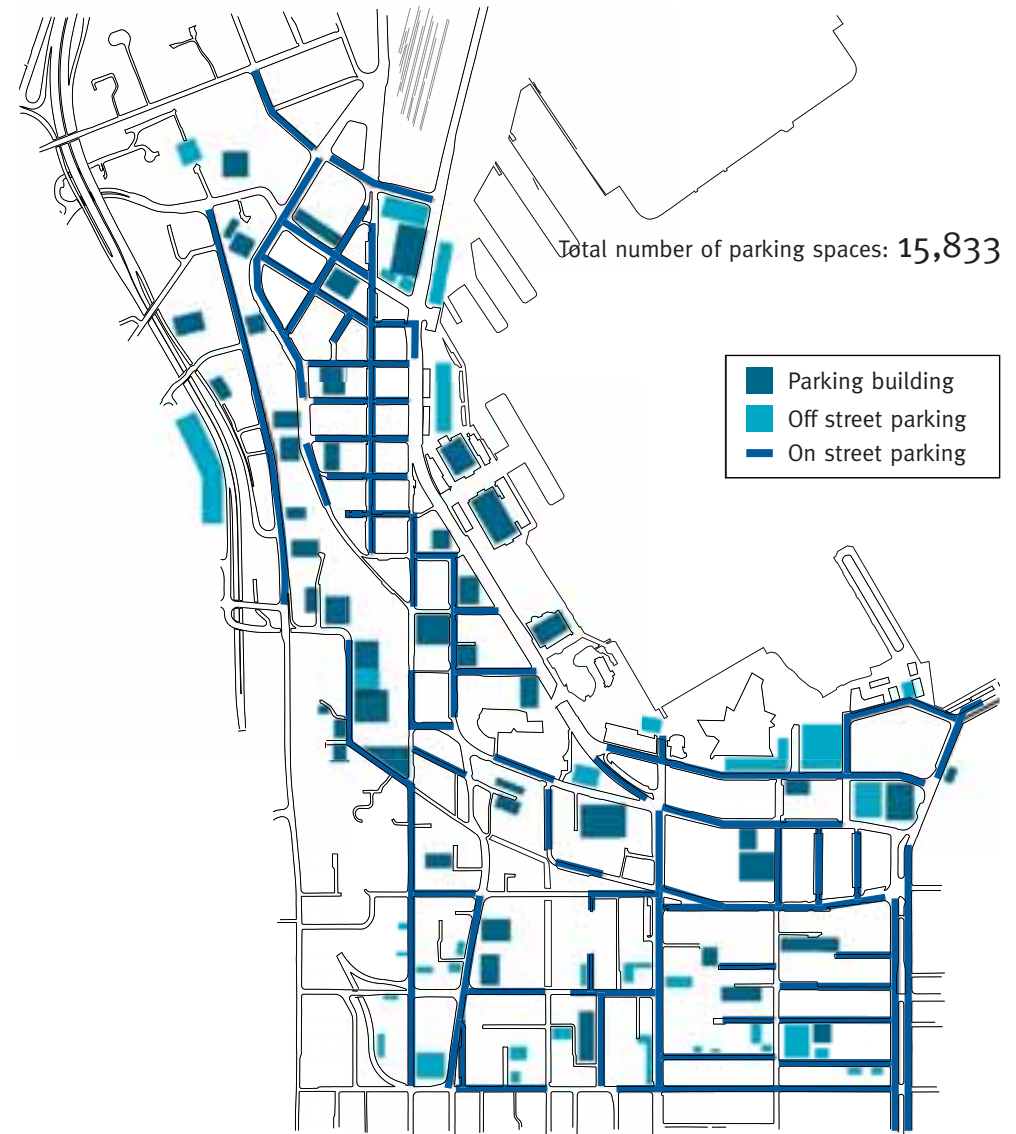 Total number of parking spaces: 15,833
Parking building
Off street parking
On street parking